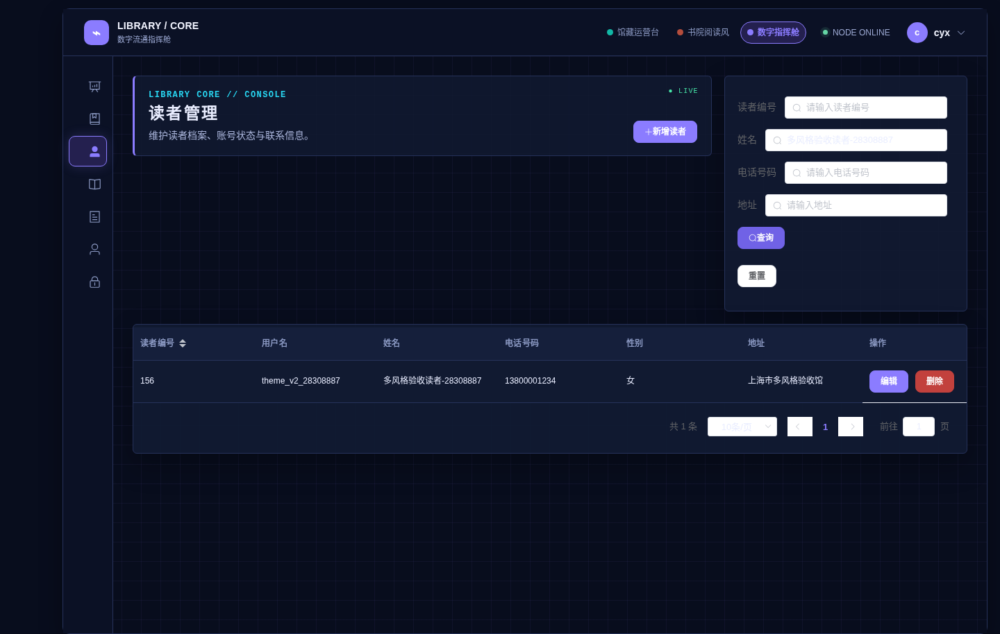 LIBRARY / CORE
数字流通指挥舱
馆藏运营台
书院阅读风
数字指挥舱
NODE ONLINE
c
cyx
LIBRARY CORE // CONSOLE
● LIVE
读者管理
维护读者档案、账号状态与联系信息。
新增读者
读者编号 请输入读者编号
姓名 多风格验收读者-28308887
电话号码 请输入电话号码
地址 请输入地址
查询
重置
读者编号 用户名 姓名 电话号码 性别 地址 操作
156 theme_v2_28308887 多风格验收读者-28308887 13800001234 女 上海市多风格验收馆 编辑 删除
共 1 条 10条/页 1 前往 1 页